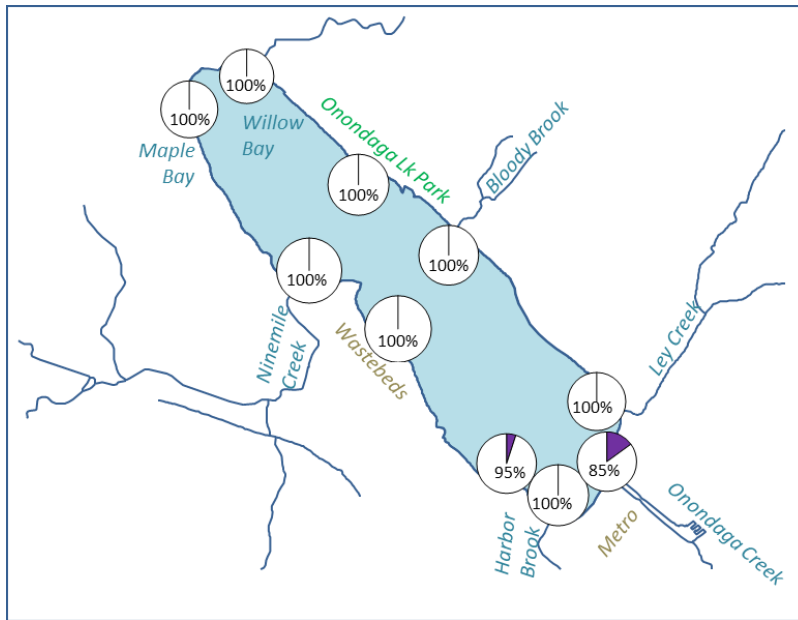 100%
100%
Willow
Bay
Maple
Bay
Onondaga Lk Park
Bloody Brook
100%
100%
100%
Ninemile
Creek
100%
Wastebeds
Ley Creek
100%
95%
85%
100%
Harbor
Brook
Metro
Onondaga Creek